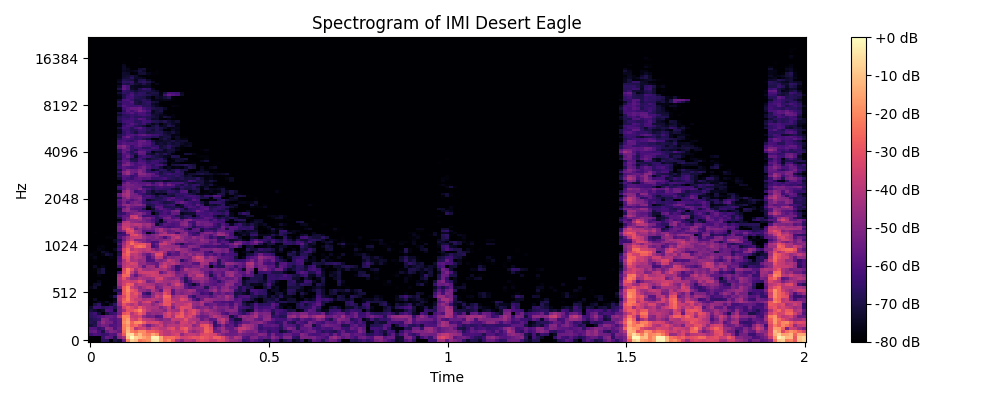 Spectrogram of IMI Desert Eagle
16384
8192
4096
2048
1024
512
0
Hz
0
0.5
1
1.5
2
Time
+0 dB
-10 dB
-20 dB
-30 dB
-40 dB
-50 dB
-60 dB
-70 dB
-80 dB